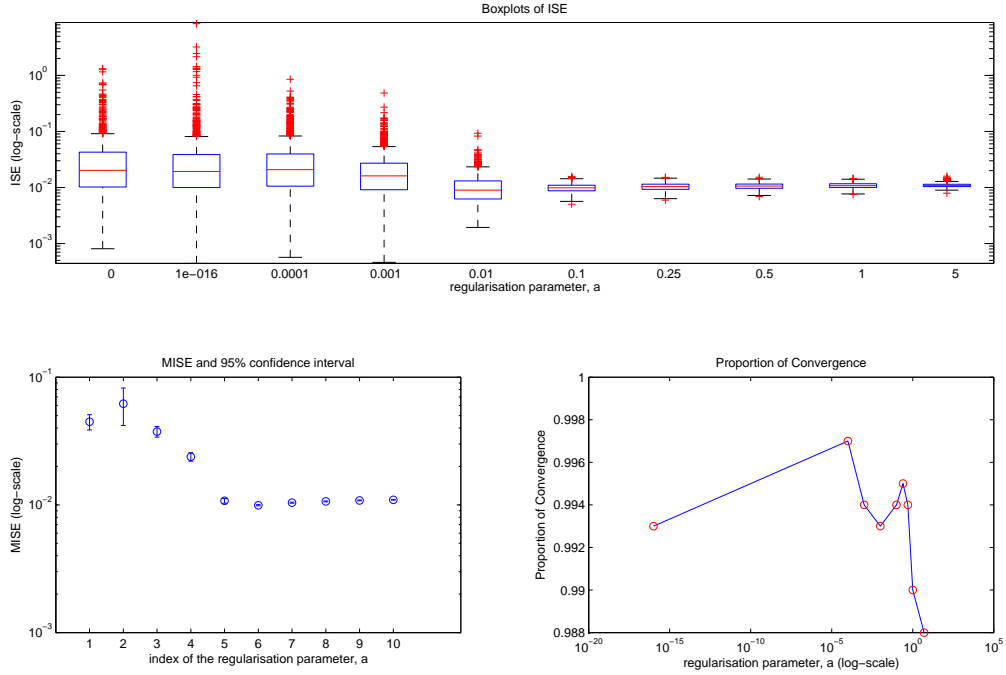 Boxplots of ISE
ISE (log−scale)
10^0
10^−1
10^−2
10^−3
0 1e−016 0.0001 0.001 0.01 0.1 0.25 0.5 1 5
regularisation parameter, a
MISE and 95% confidence interval
MISE (log−scale)
10^−1
10^−2
10^−3
1 2 3 4 5 6 7 8 9 10
index of the regularisation parameter, a
Proportion of Convergence
Proportion of Convergence
1
0.998
0.996
0.994
0.992
0.99
0.988
10^−20 10^−15 10^−10 10^−5 10^0 10^5
regularisation parameter, a (log−scale)